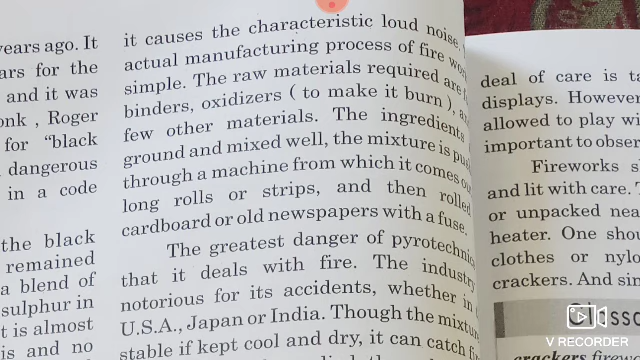 years ago. It
ars for the
and it was
onk , Roger
for "black
dangerous
in a code
the black
remained
a blend of
sulphur in
t is almost
is and no
it causes the characteristic loud noise,
actual manufacturing process of fire wor
simple. The raw materials required are
binders, oxidizers ( to make it burn ), a
few other materials. The ingredients
ground and mixed well, the mixture is pu
through a machine from which it comes ou
long rolls or strips, and then rolled
cardboard or old newspapers with a fuse.
The greatest danger of pyrotechnic
that it deals with fire. The industry
notorious for its accidents, whether in
U.S.A., Japan or India. Though the mixtu
stable if kept cool and dry, it can catch
deal of care is ta
displays. However
allowed to play wi
important to obser
Fireworks s
and lit with care. T
or unpacked nea
heater. One shou
clothes or nylo
crackers. And sin
Glossa
crackers firew
V RECORDER